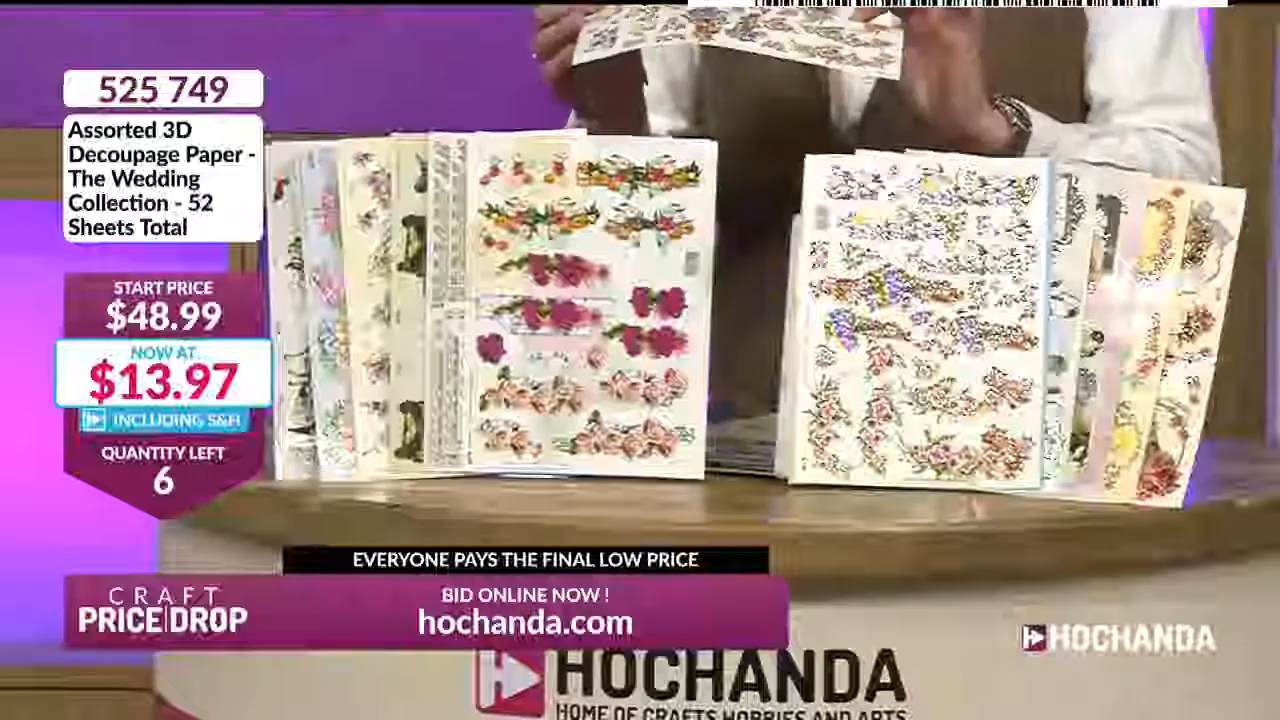 525 749
Assorted 3D
Decoupage Paper -
The Wedding
Collection - 52
Sheets Total
START PRICE
$48.99
NOW AT
$13.97
INCLUDING S&H
QUANTITY LEFT
6
EVERYONE PAYS THE FINAL LOW PRICE
CRAFT
PRICE DROP
BID ONLINE NOW !
hochanda.com
HOCHANDA
HOCHANDA
HOME OF CRAFTS HOBBIES AND ARTS